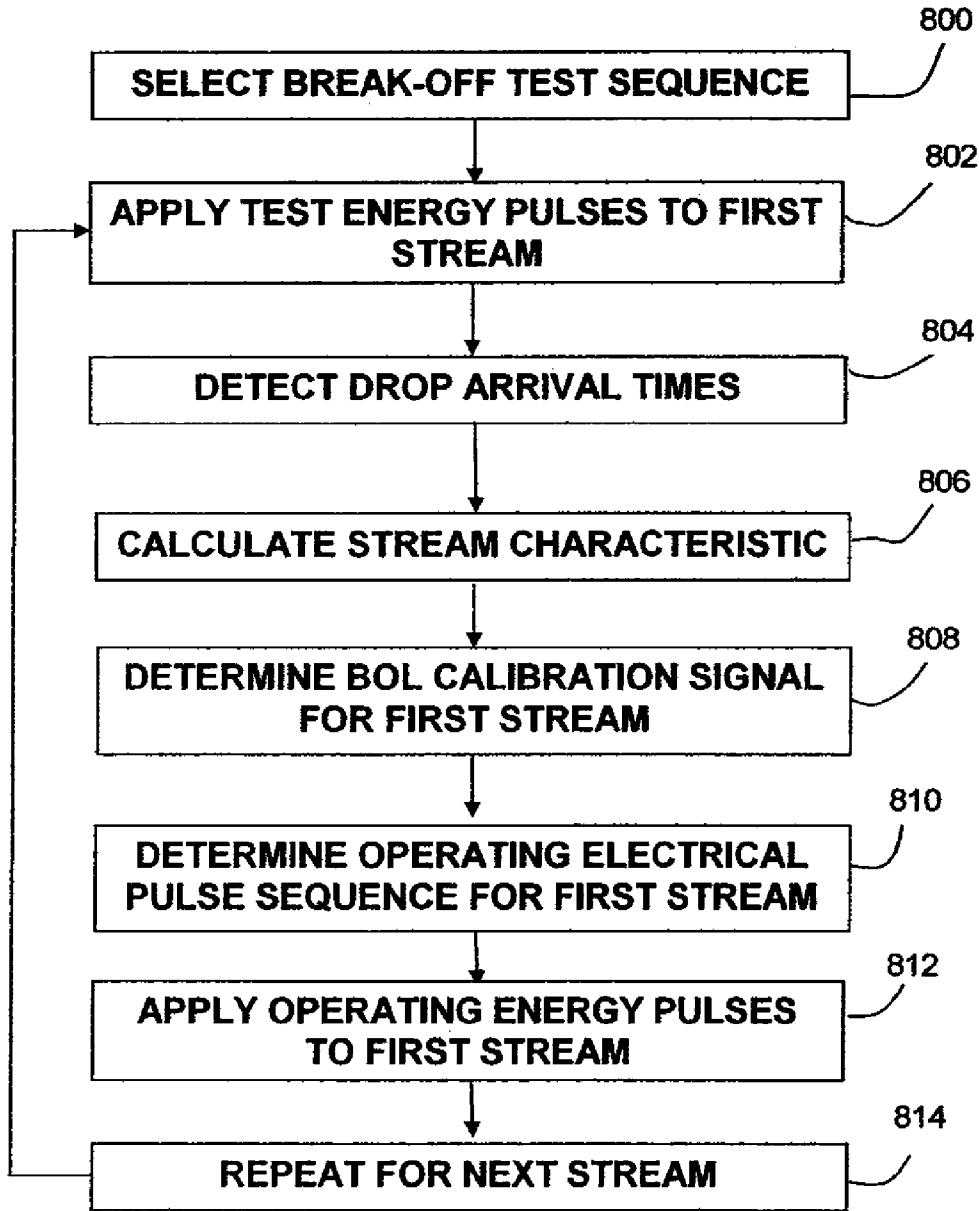 800
SELECT BREAK-OFF TEST SEQUENCE
802
APPLY TEST ENERGY PULSES TO FIRST
STREAM
804
DETECT DROP ARRIVAL TIMES
806
CALCULATE STREAM CHARACTERISTIC
808
DETERMINE BOL CALIBRATION SIGNAL
FOR FIRST STREAM
810
DETERMINE OPERATING ELECTRICAL
PULSE SEQUENCE FOR FIRST STREAM
812
APPLY OPERATING ENERGY PULSES
TO FIRST STREAM
814
REPEAT FOR NEXT STREAM